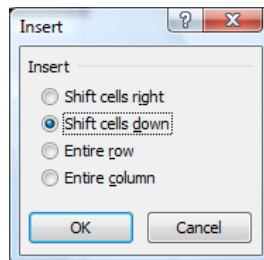 Insert
Insert
Shift cells right
Shift cells down
Entire row
Entire column
OK
Cancel